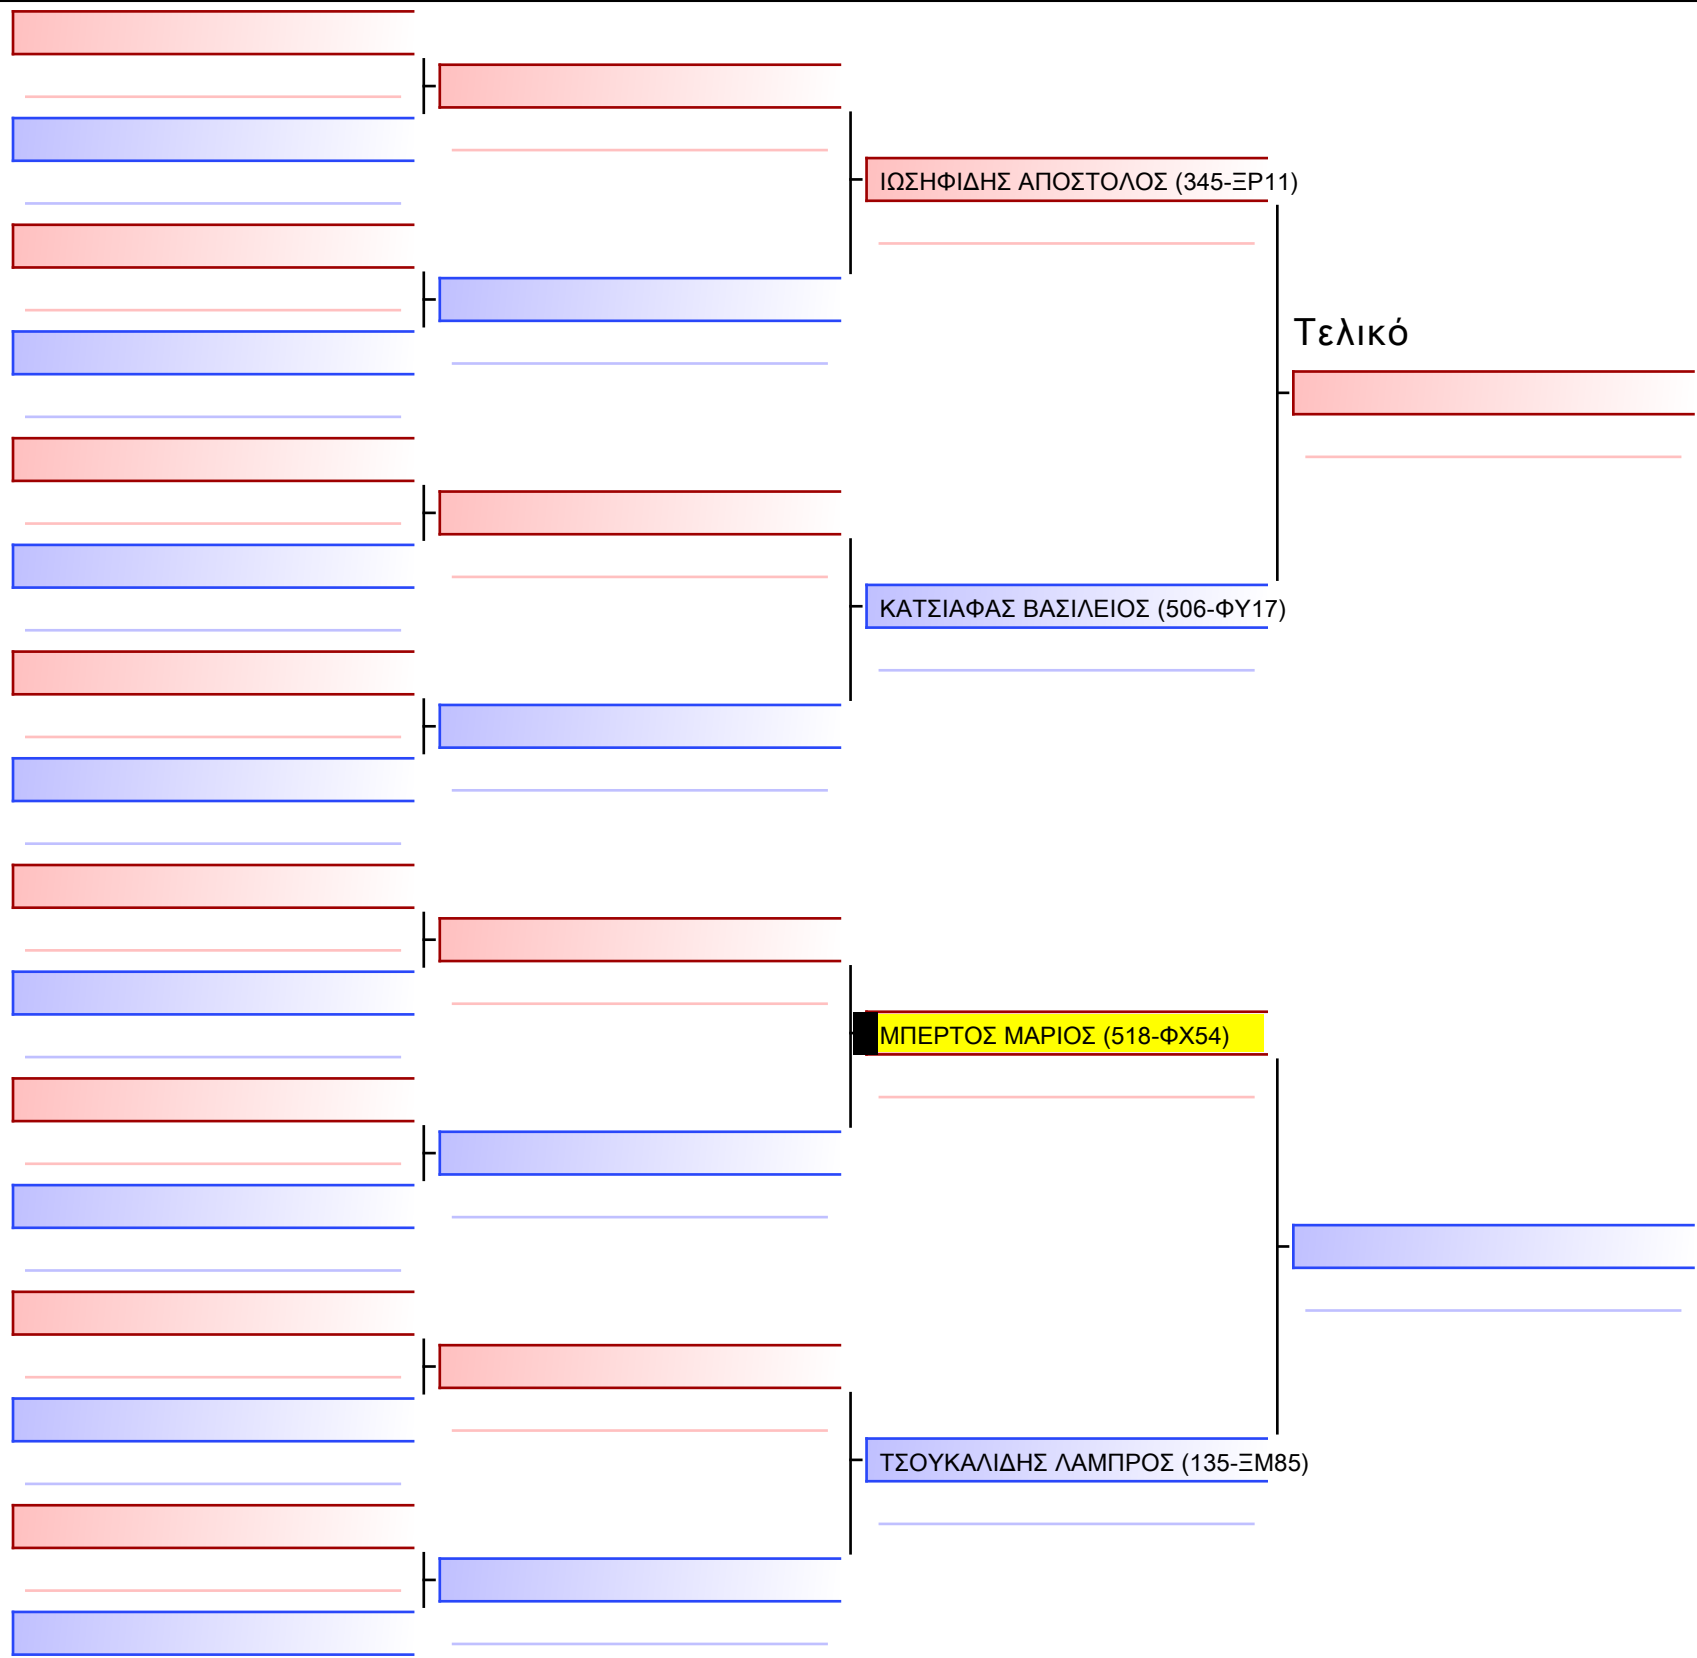 ΙΩΣΗΦΙΔΗΣ ΑΠΟΣΤΟΛΟΣ (345-ΞΡ11)
Τελικό
ΚΑΤΣΙΑΦΑΣ ΒΑΣΙΛΕΙΟΣ (506-ΦΥ17)
ΜΠΕΡΤΟΣ ΜΑΡΙΟΣ (518-ΦΧ54)
ΤΣΟΥΚΑΛΙΔΗΣ ΛΑΜΠΡΟΣ (135-ΞΜ85)